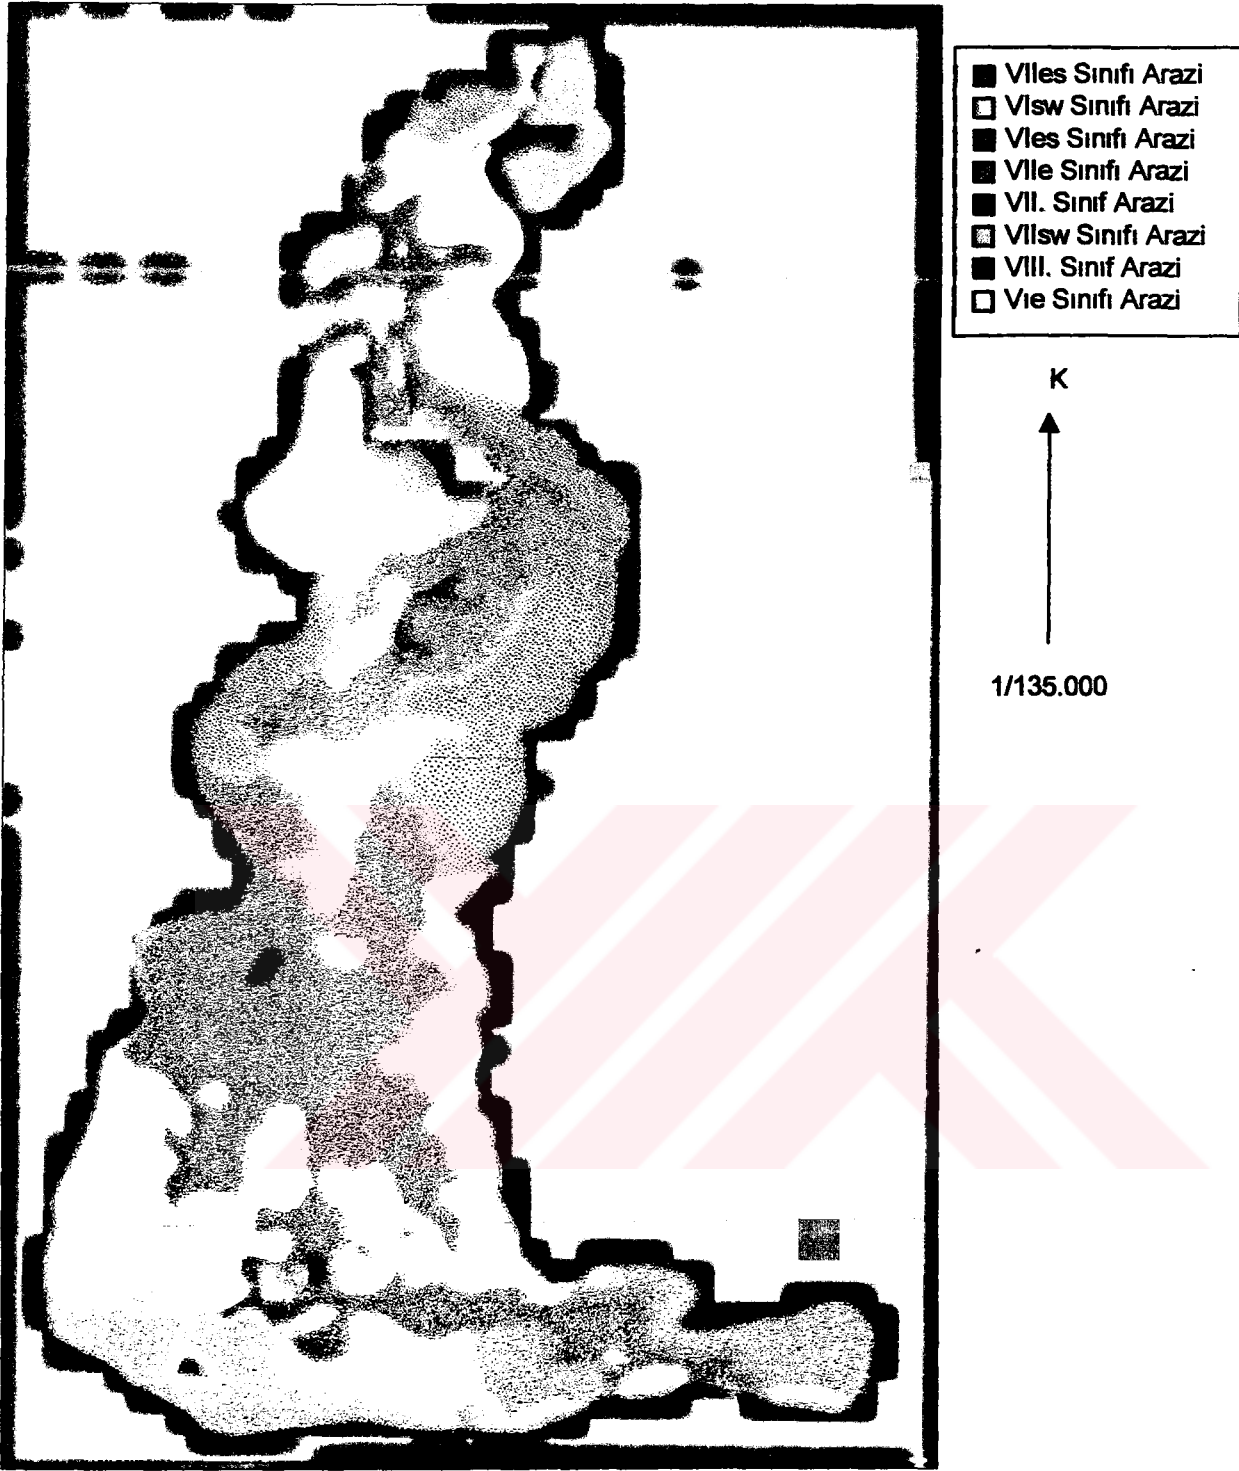 VIIes Sınıfı Arazi
VIsw Sınıfı Arazi
VIes Sınıfı Arazi
VIIe Sınıfı Arazi
VII. Sınıf Arazi
VIIsw Sınıfı Arazi
VIII. Sınıf Arazi
VIe Sınıfı Arazi
K
1/135.000